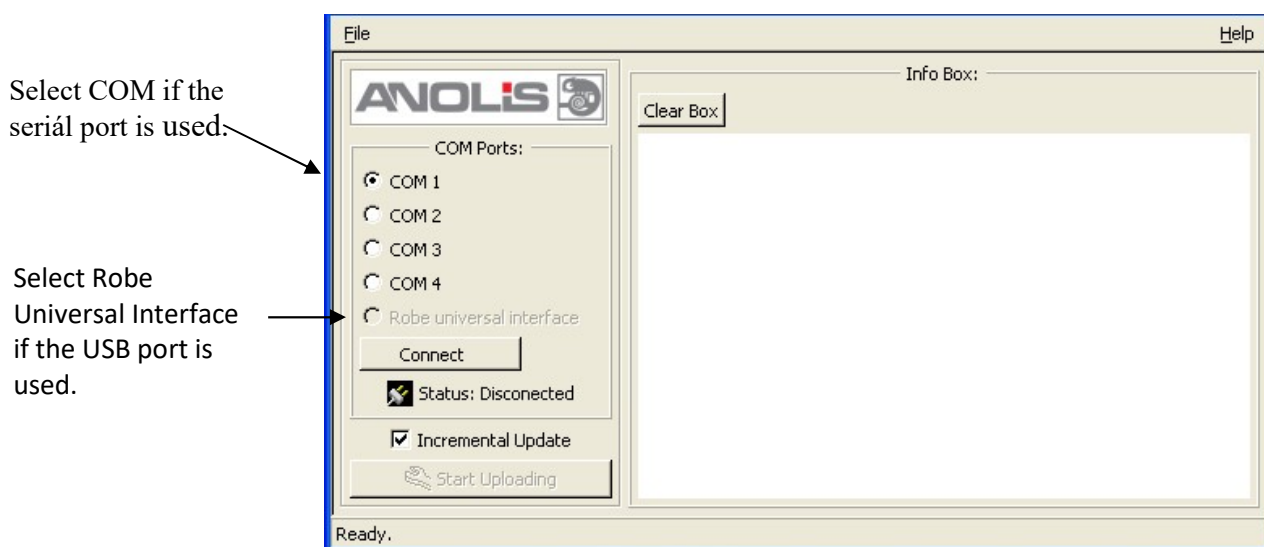 File
Help
Select COM if the
seriál port is used.
ANOLiS
Info Box:
Clear Box
COM Ports:
COM 1
COM 2
COM 3
COM 4
Select Robe
Universal Interface
if the USB port is
used.
Robe universal interface
Connect
Status: Disconected
Incremental Update
Start Uploading
Ready.